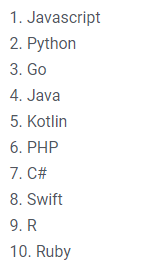 1. Javascript
2. Python
3. Go
4. Java
5. Kotlin
6. PHP
7. C#
8. Swift
9. R
10. Ruby